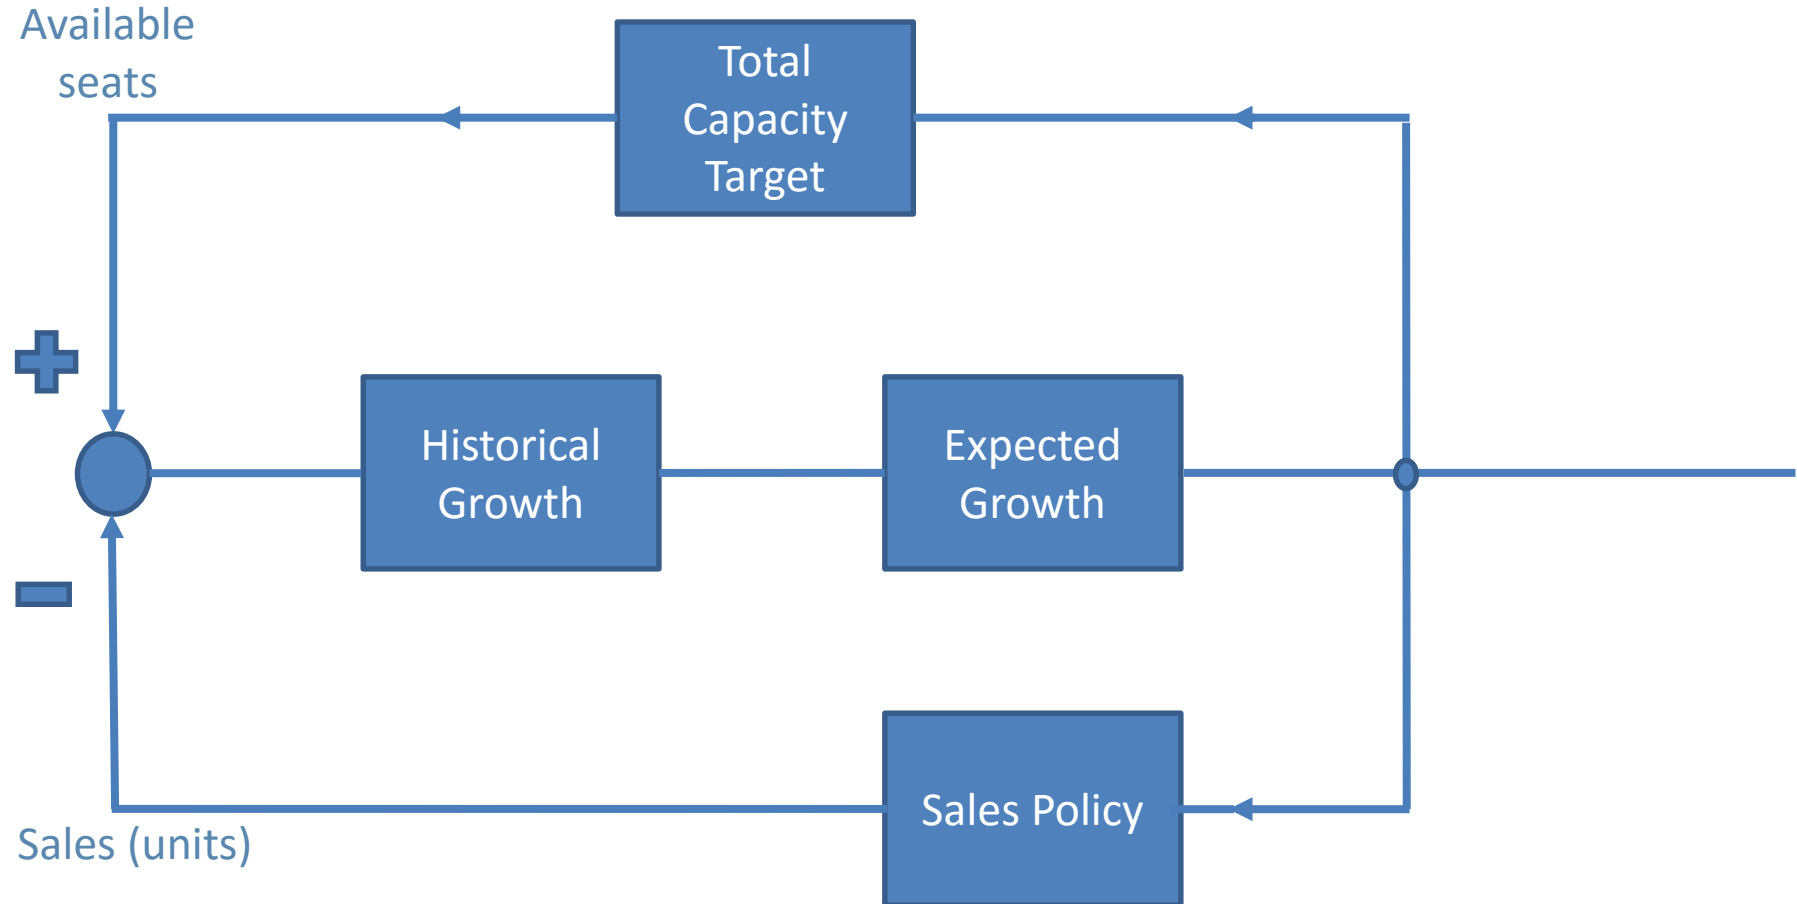 Available
seats
Total
Capacity
Target
Historical
Growth
Expected
Growth
Sales Policy
Sales (units)